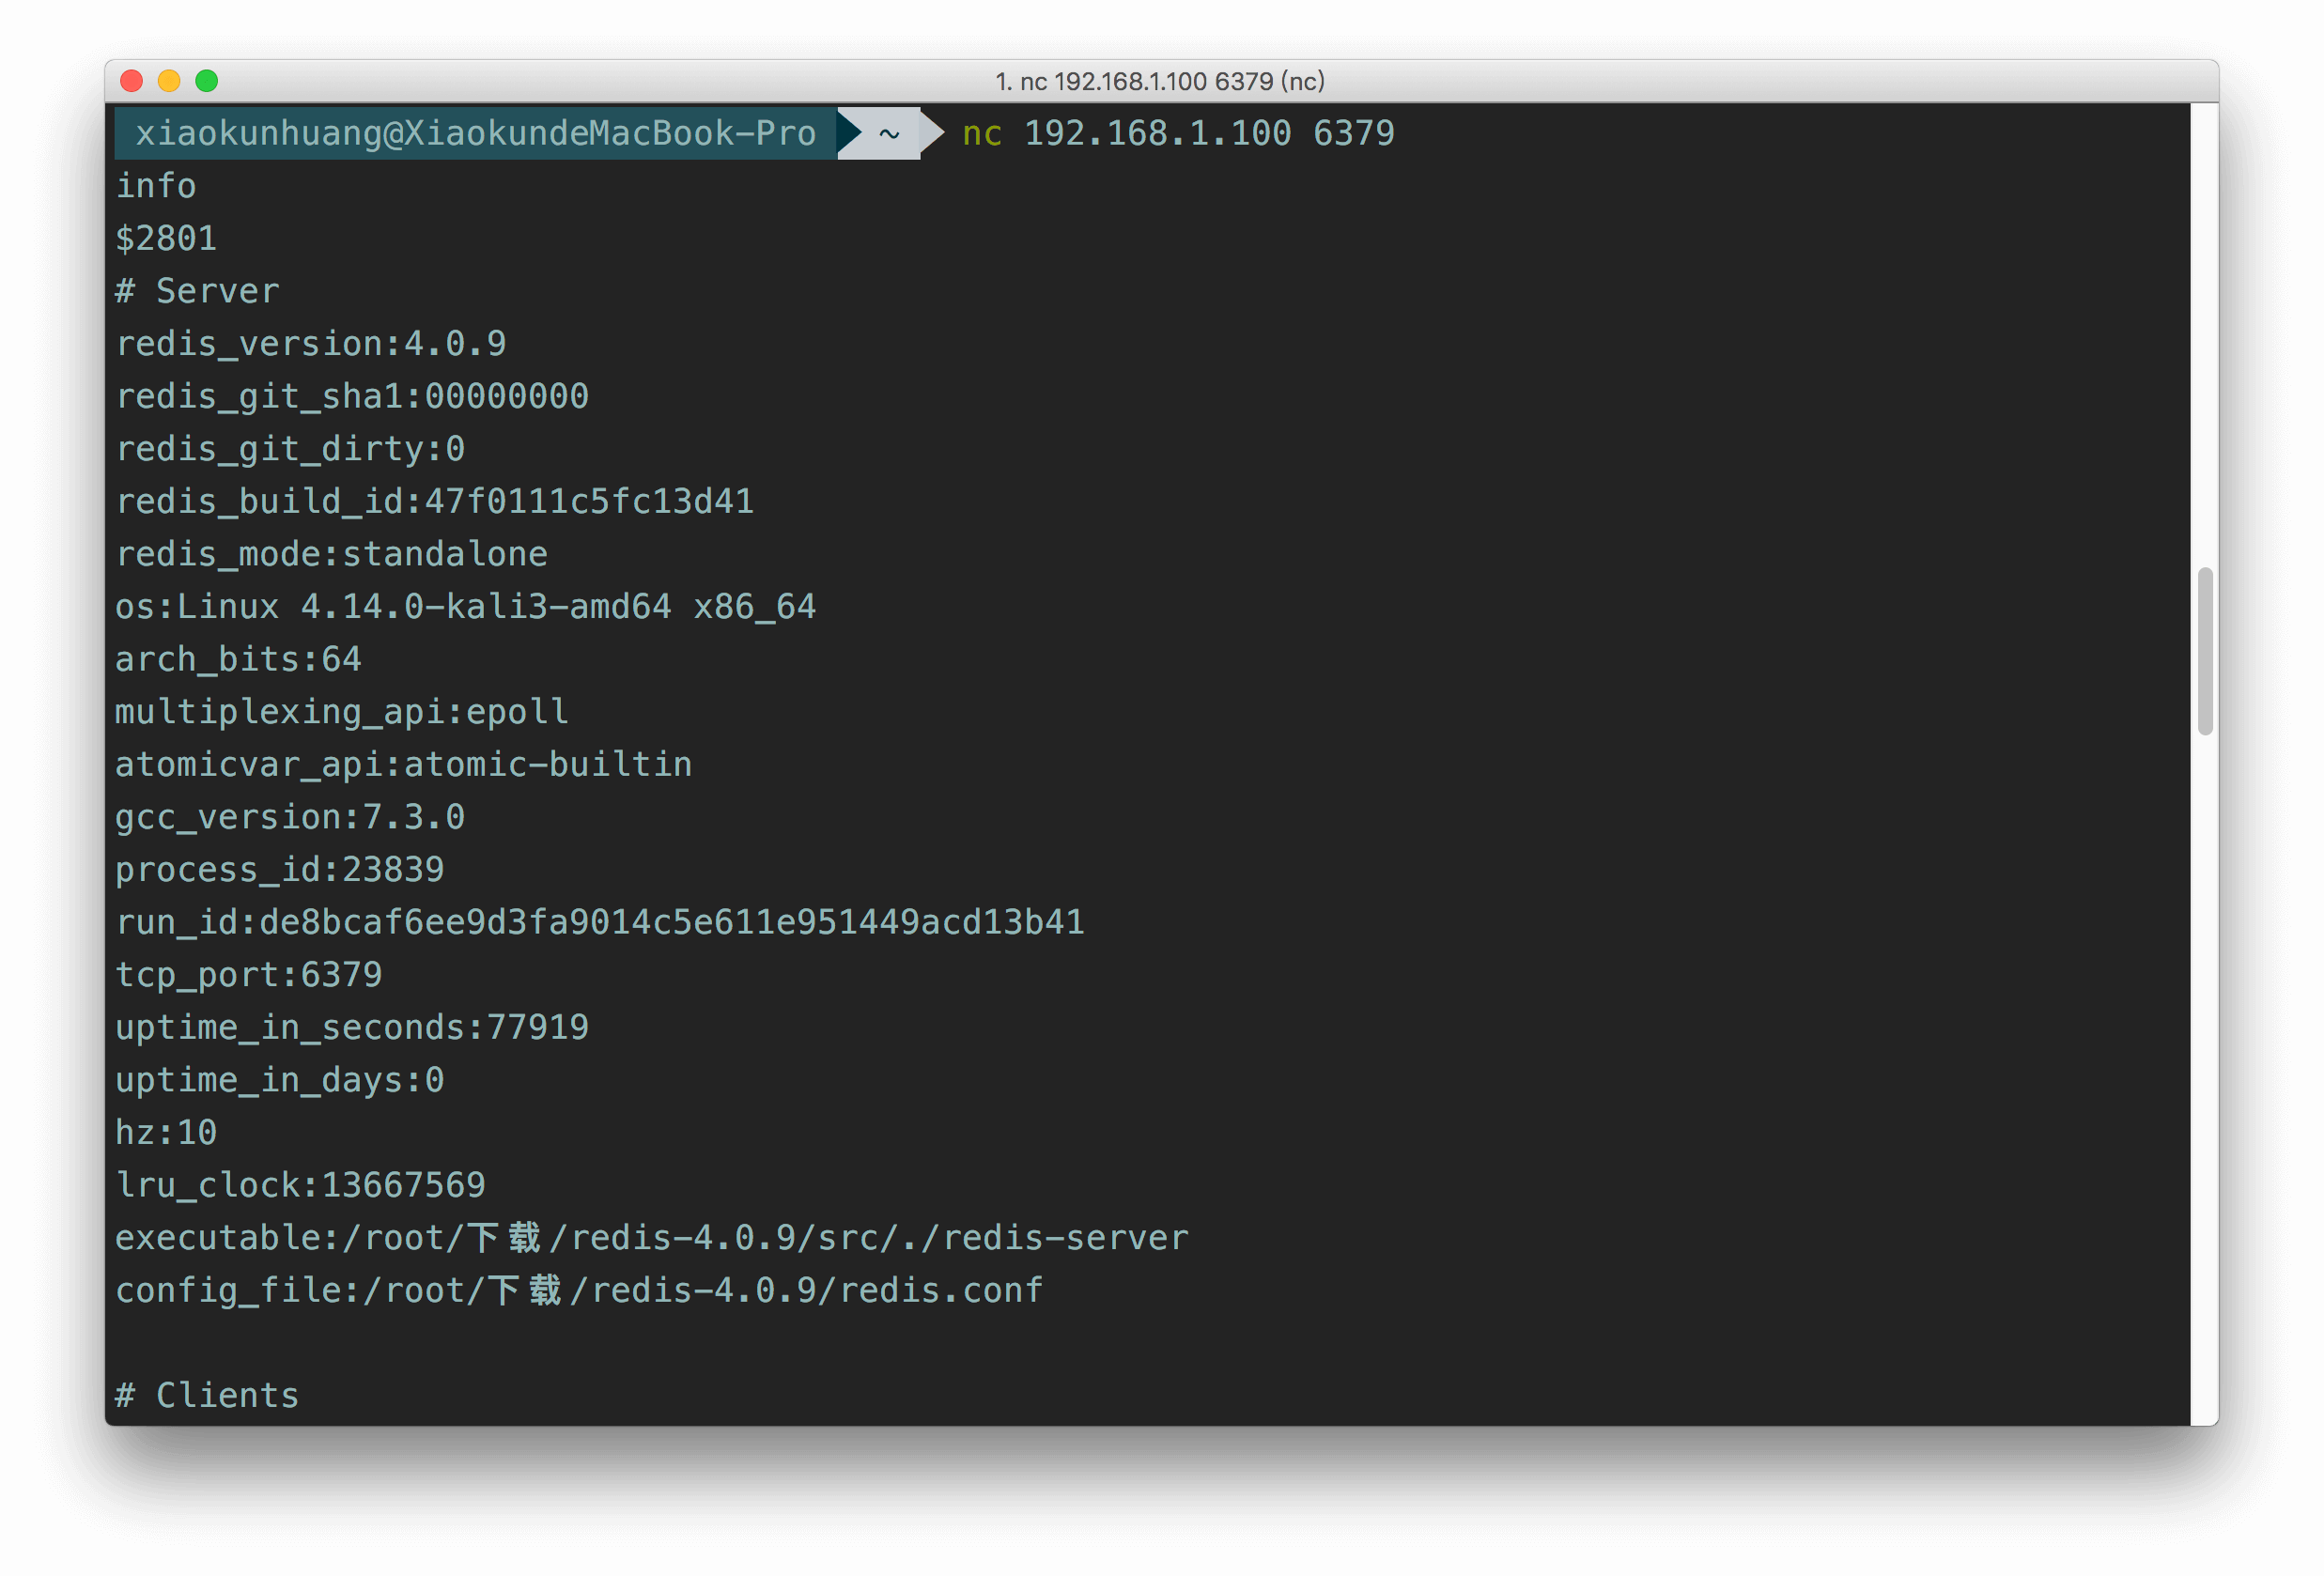 1. nc 192.168.1.100 6379 (nc)
xiaokunhuang@XiaokundeMacBook-Pro ~ nc 192.168.1.100 6379
info
$2801
# Server
redis_version:4.0.9
redis_git_sha1:00000000
redis_git_dirty:0
redis_build_id:47f0111c5fc13d41
redis_mode:standalone
os:Linux 4.14.0-kali3-amd64 x86_64
arch_bits:64
multiplexing_api:epoll
atomicvar_api:atomic-builtin
gcc_version:7.3.0
process_id:23839
run_id:de8bcaf6ee9d3fa9014c5e611e951449acd13b41
tcp_port:6379
uptime_in_seconds:77919
uptime_in_days:0
hz:10
lru_clock:13667569
executable:/root/下载/redis-4.0.9/src/./redis-server
config_file:/root/下载/redis-4.0.9/redis.conf
# Clients